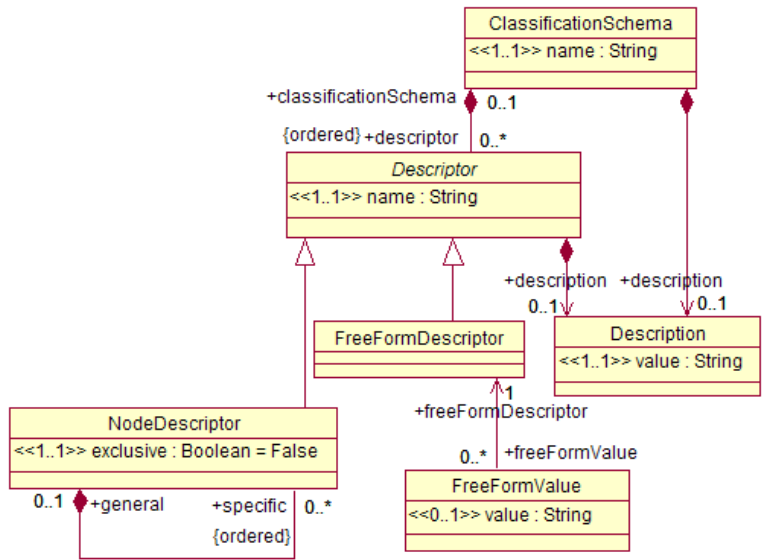 ClassificationSchema
<<1..1>> name : String
+classificationSchema
0..1
{ordered} +descriptor
0..*
Descriptor
<<1..1>> name : String
+description
+description
0..1
0..1
FreeFormDescriptor
Description
<<1..1>> value : String
1
+freeFormDescriptor
NodeDescriptor
<<1..1>> exclusive : Boolean = False
0..*
+freeFormValue
FreeFormValue
<<0..1>> value : String
0..1
+general
+specific
0..*
{ordered}